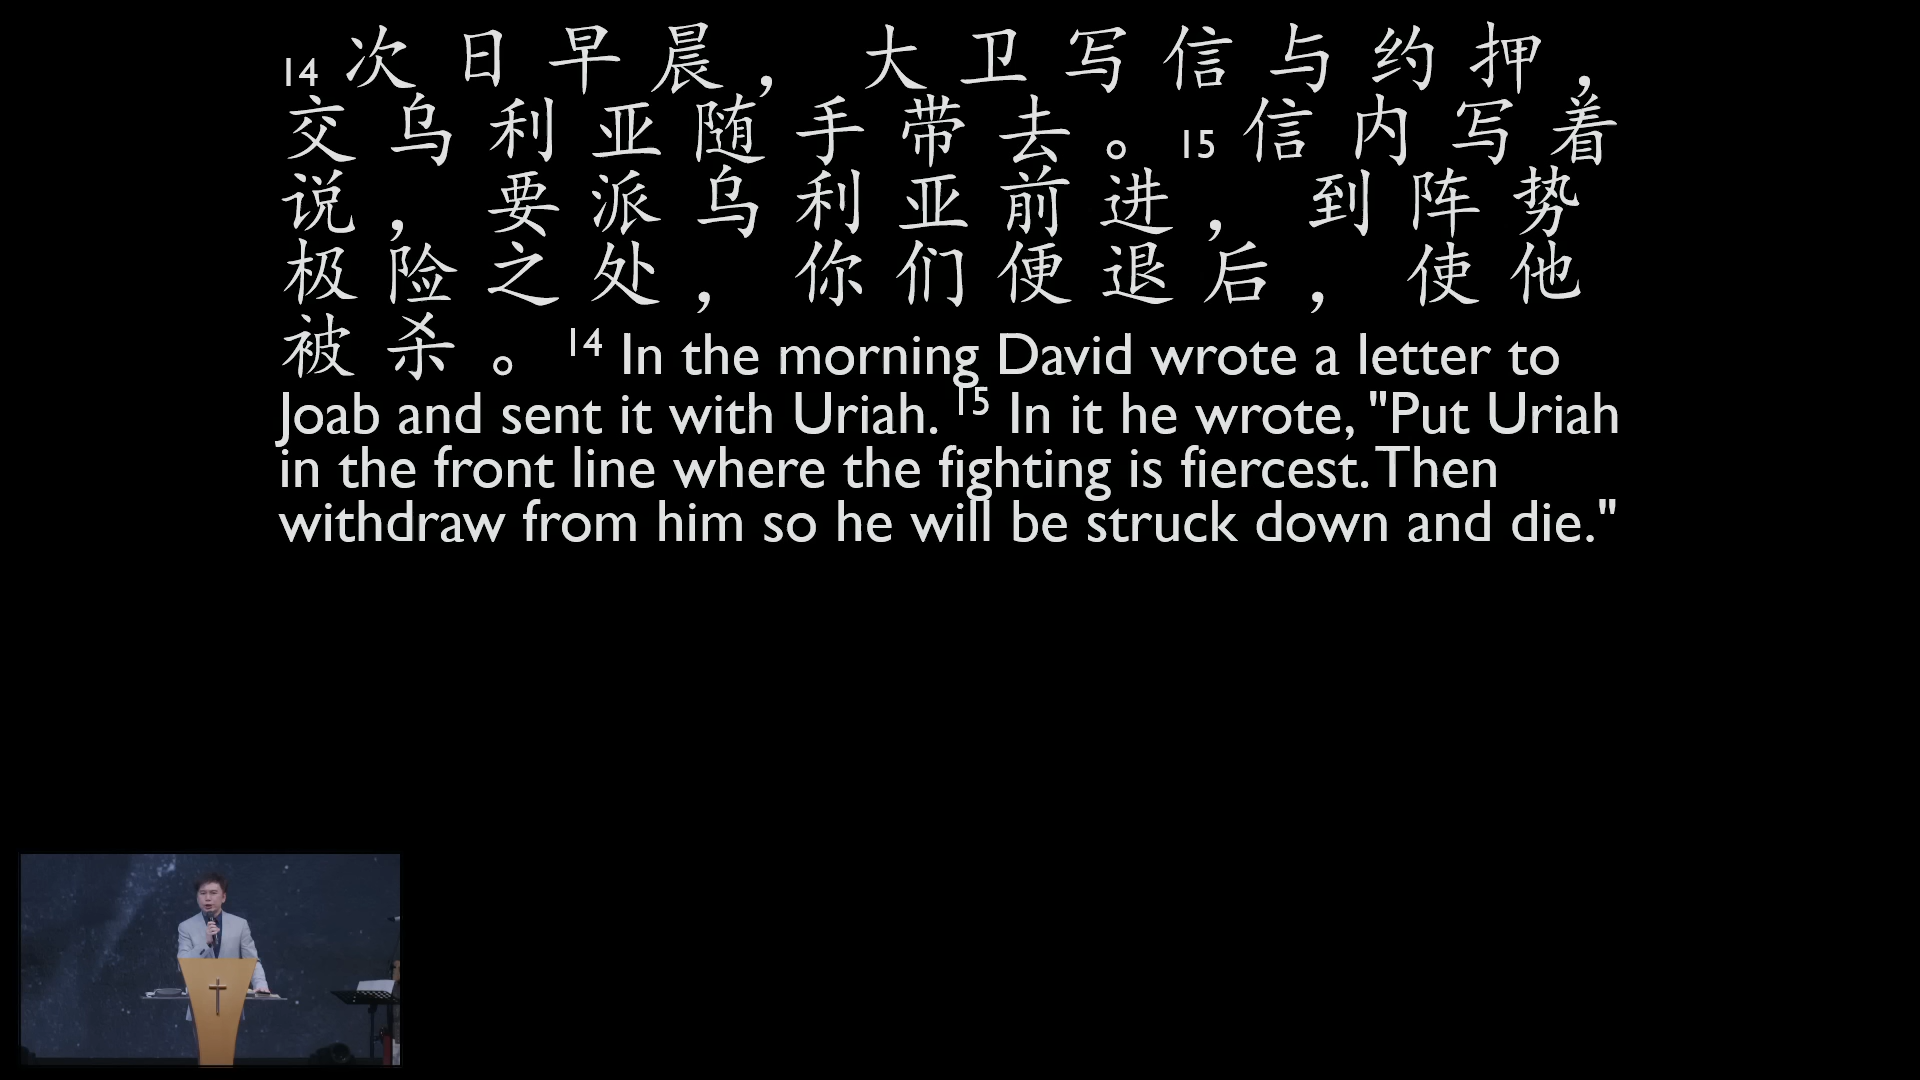 14 次日早晨， 大卫写信与约押，
交乌利亚随手带去。15 信内写着
说， 要派乌利亚前进， 到阵势
极险之处， 你们便退后， 使他
被杀。14 In the morning David wrote a letter to
Joab and sent it with Uriah. 15 In it he wrote, "Put Uriah
in the front line where the fighting is fiercest. Then
withdraw from him so he will be struck down and die."